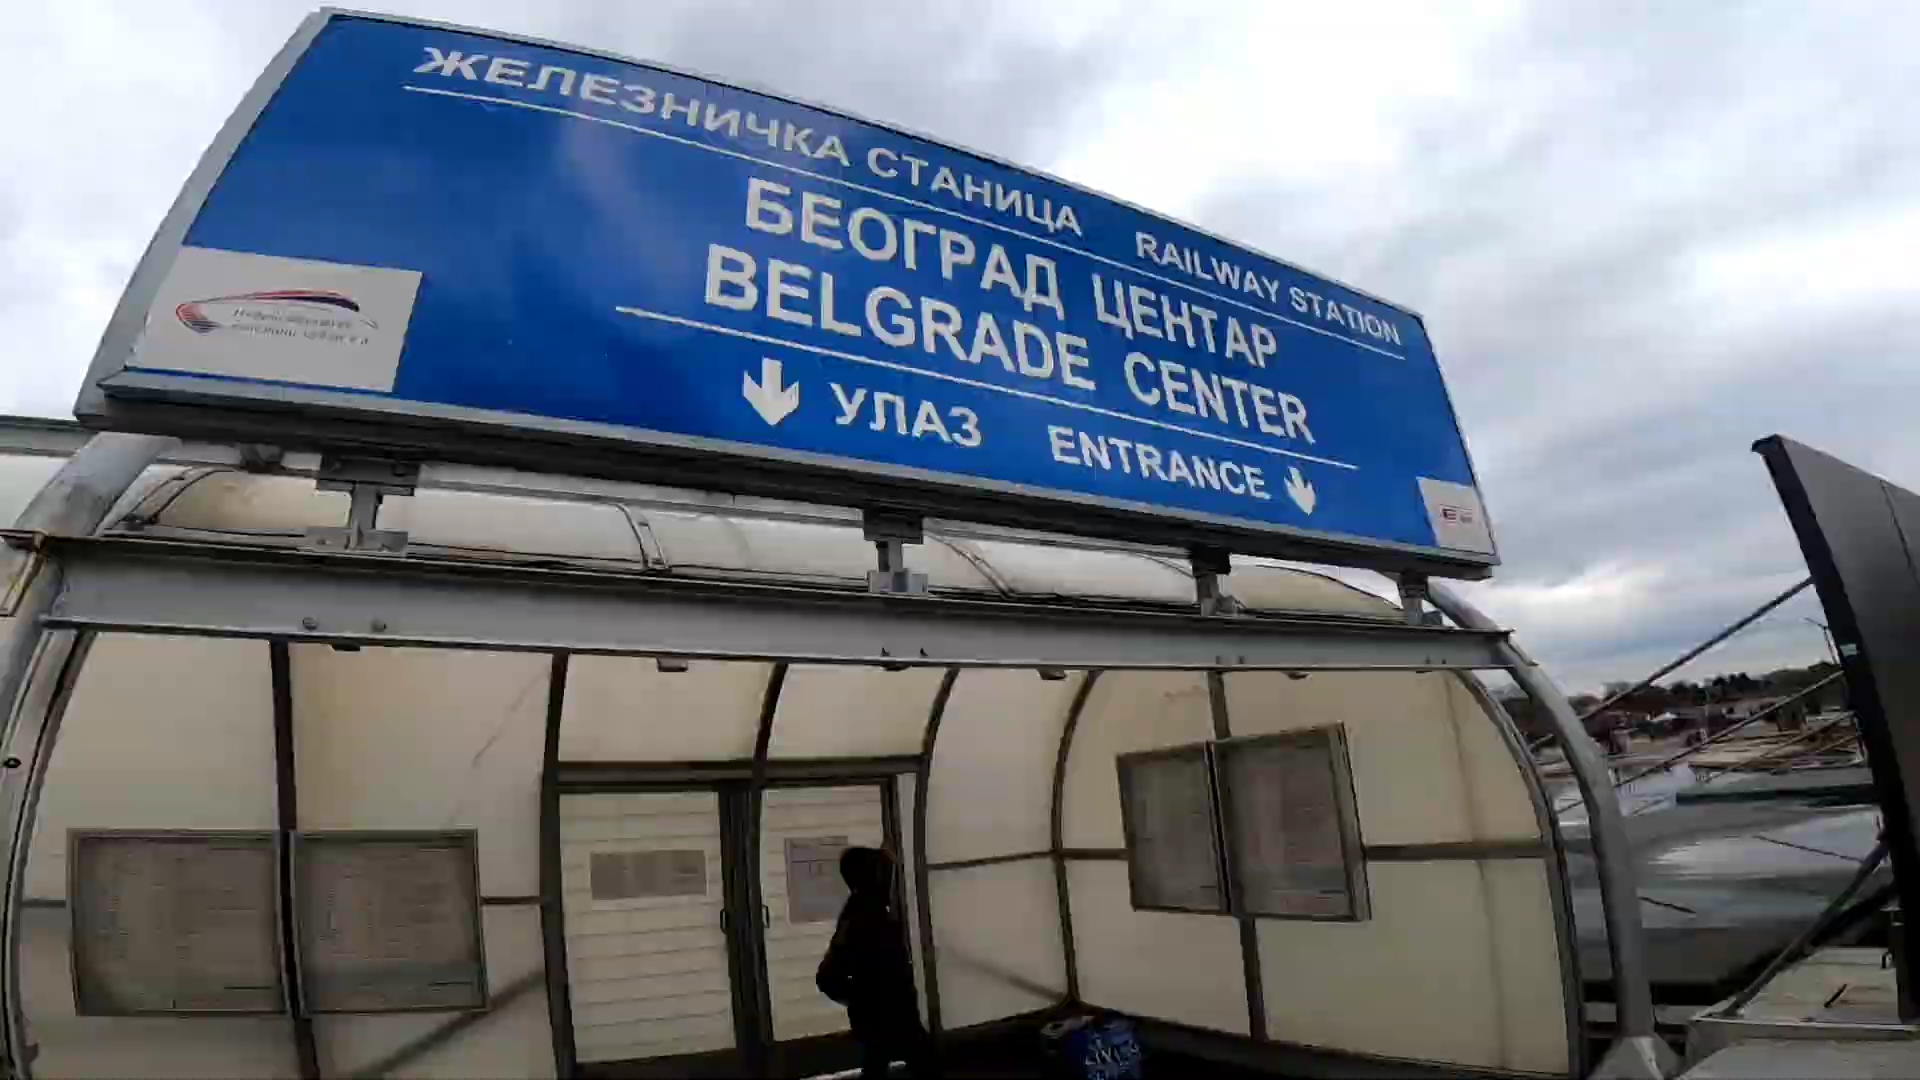 ЖЕЛЕЗНИЧКА СТАНИЦА RAILWAY STATION
БЕОГРАД ЦЕНТАР
BELGRADE CENTER
УЛАЗ ENTRANCE